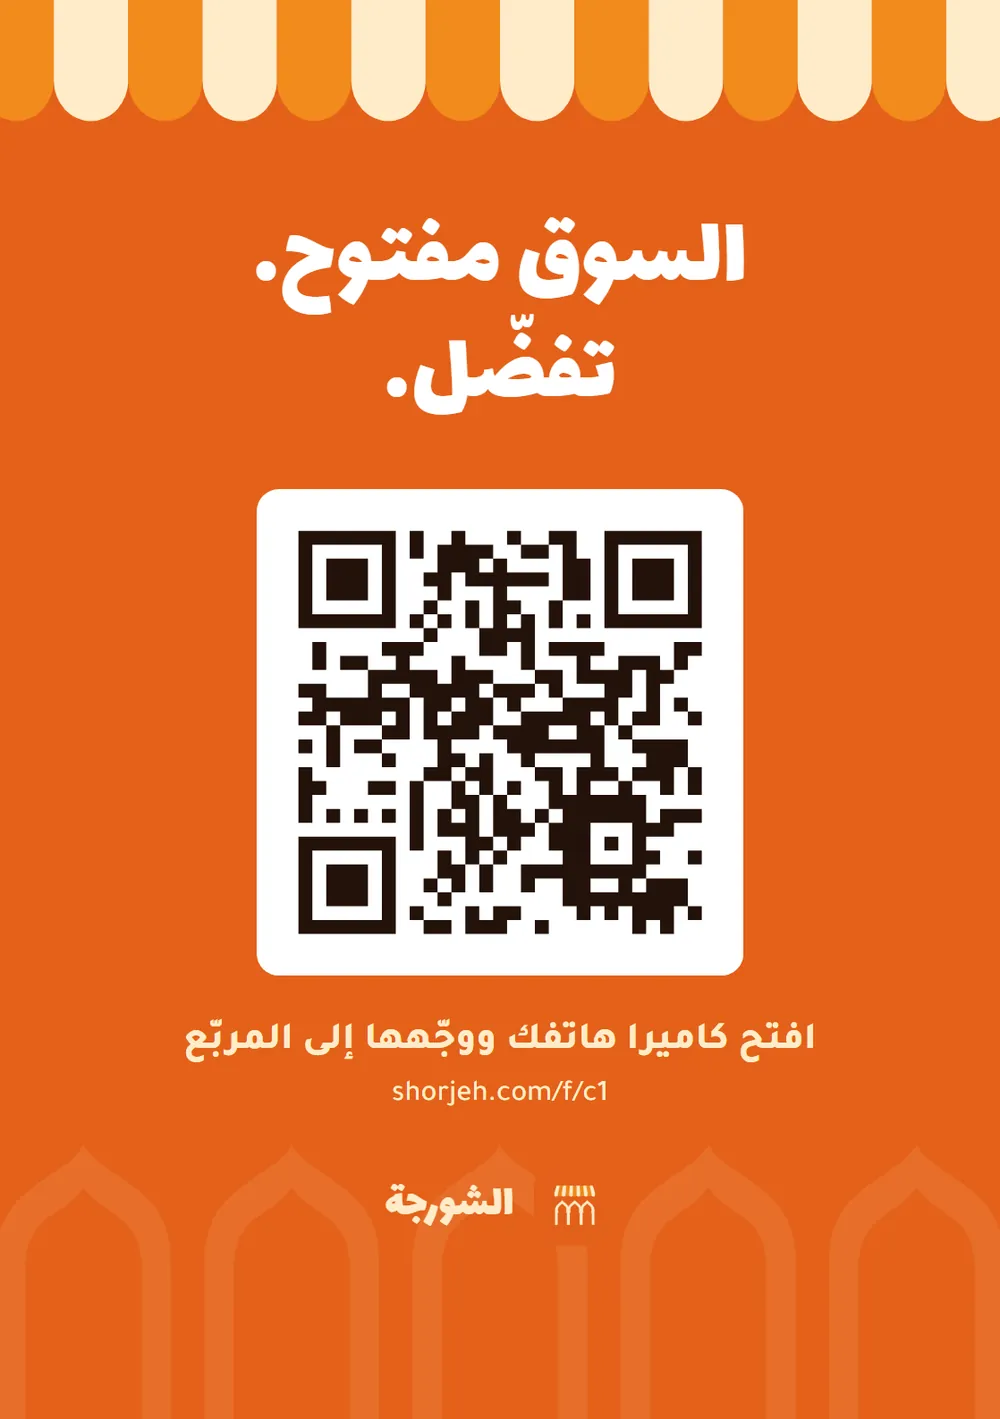 السوق مفتوح.
تفضّل.
افتح كاميرا هاتفك ووجّهها إلى المربّع
shorjeh.com/f/c1
الشورجة